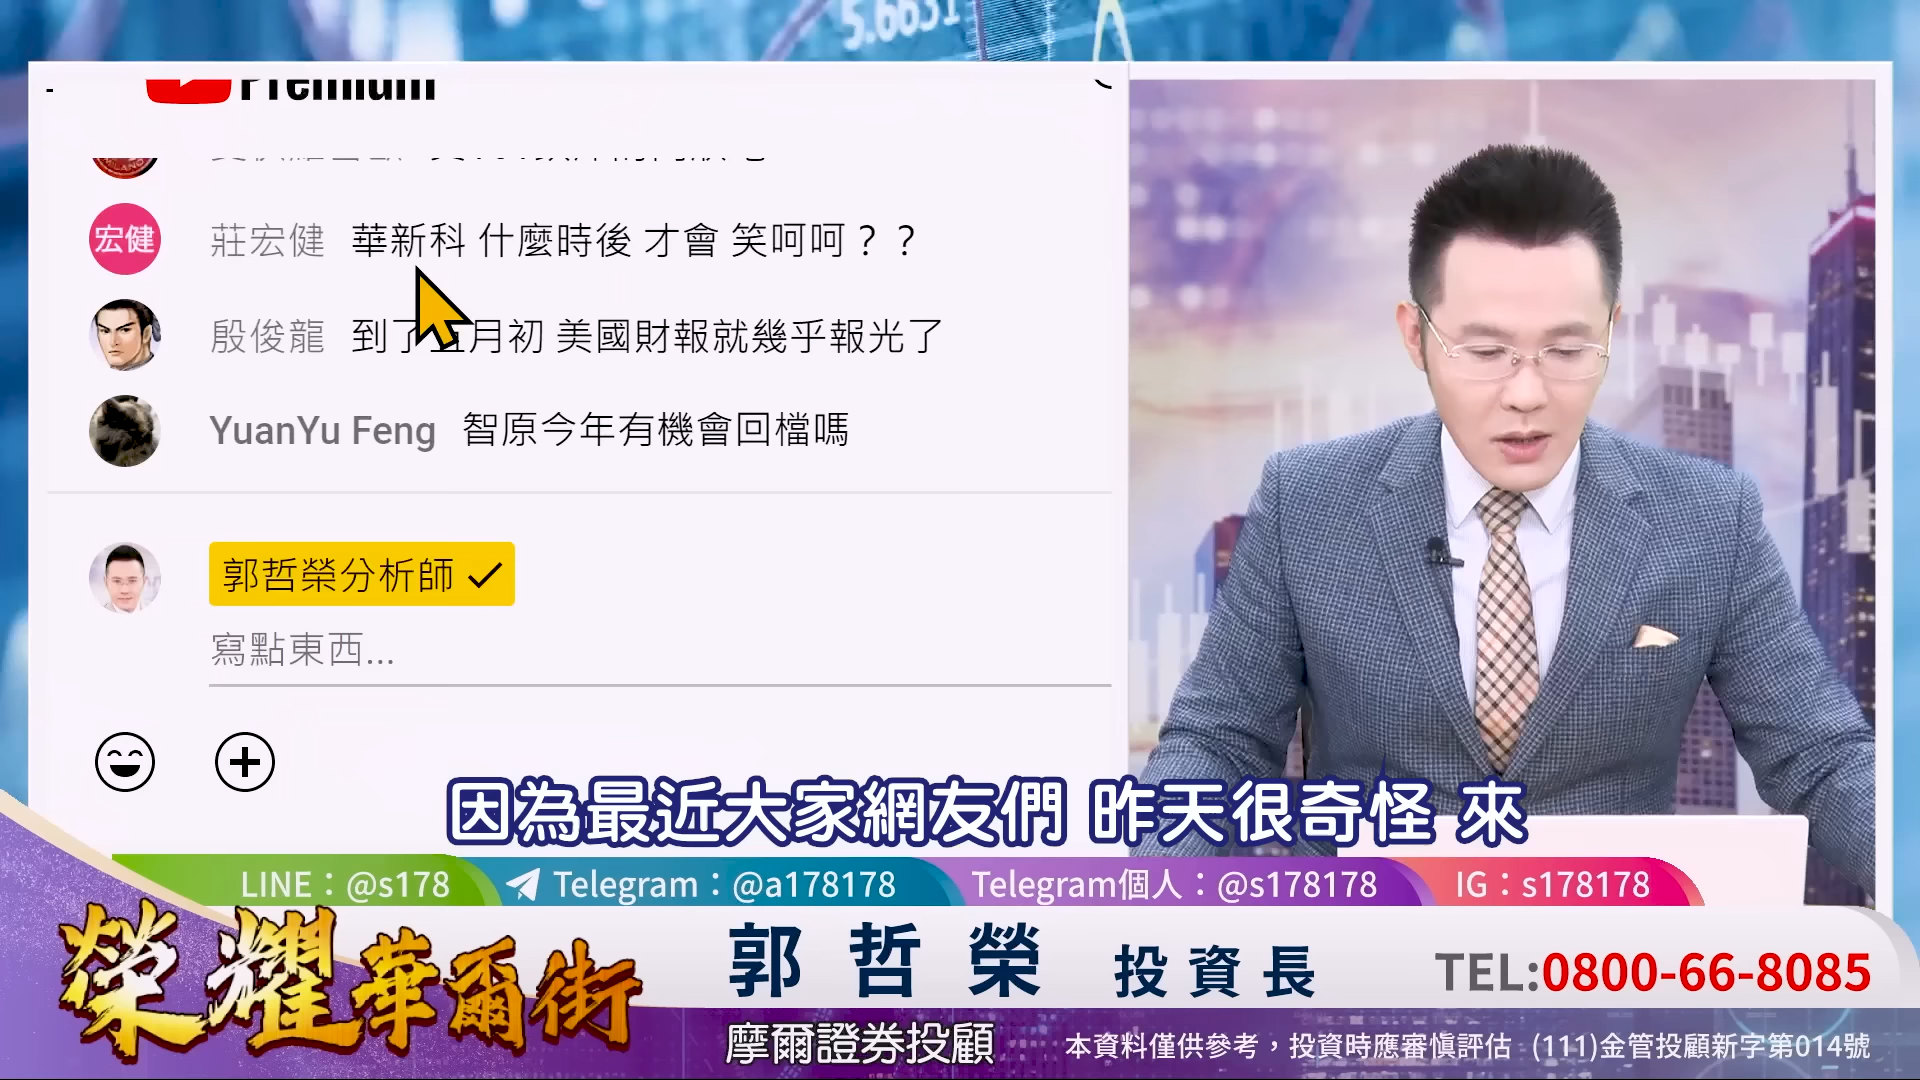 5.6631
Premium
宏健 莊宏健 華新科 什麼時後 才會 笑呵呵？？
殷俊龍 到了五月初 美國財報就幾乎報光了
YuanYu Feng 智原今年有機會回檔嗎
郭哲榮分析師
寫點東西...
因為最近大家網友們 昨天很奇怪 來
LINE：@s178 Telegram：@a178178 Telegram個人：@s178178 IG：s178178
榮耀華爾街
郭哲榮 投資長 TEL:0800-66-8085
摩爾證券投顧 本資料僅供參考，投資時應審慎評估 (111)金管投顧新字第014號